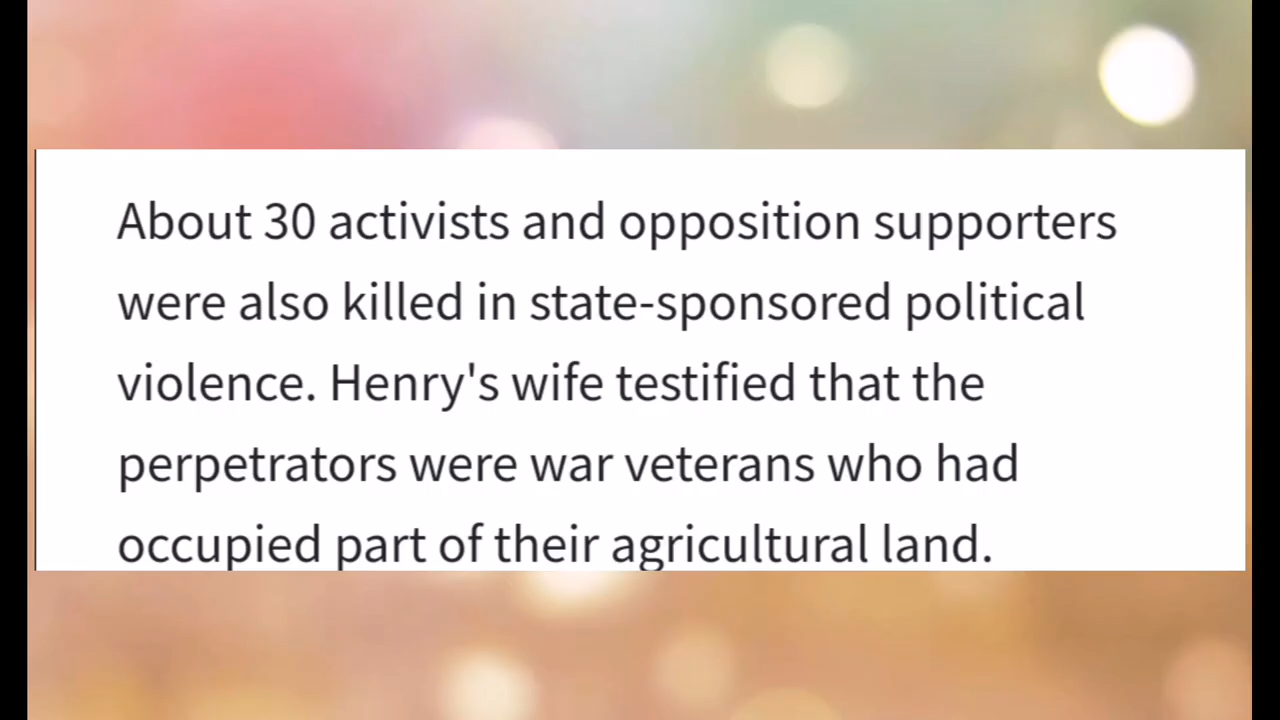 About 30 activists and opposition supporters
were also killed in state-sponsored political
violence. Henry's wife testified that the
perpetrators were war veterans who had
occupied part of their agricultural land.